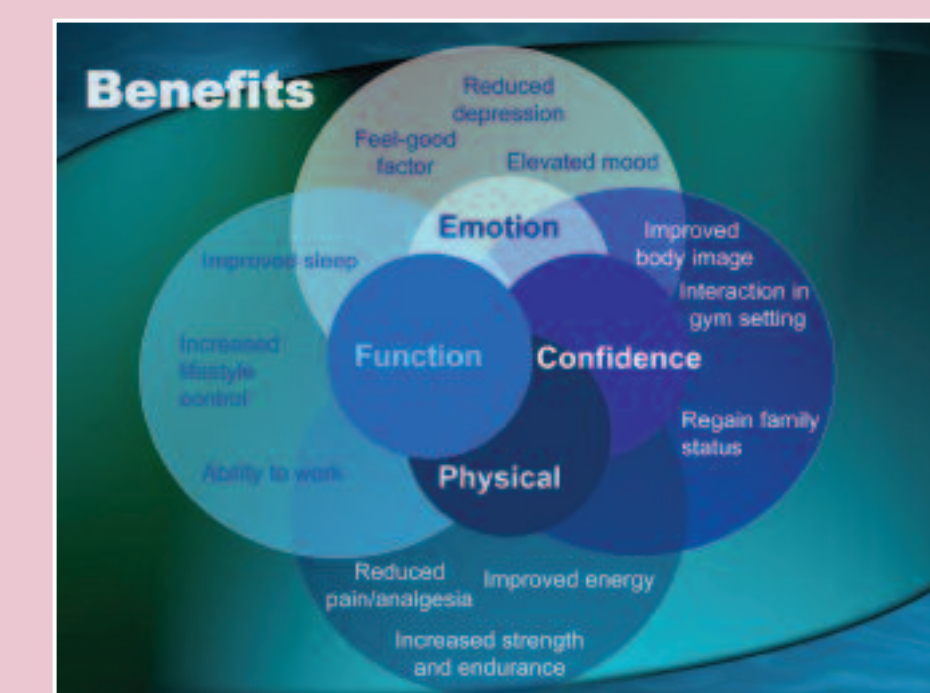 Benefits
Reduced
depression
Feel-good
factor
Elevated mood
Emotion
Improved
body image
Improved sleep
Interaction in
gym setting
Increased
lifestyle
control
Function
Confidence
Regain family
status
Ability to work
Physical
Reduced
pain/analgesia
Improved energy
Increased strength
and endurance